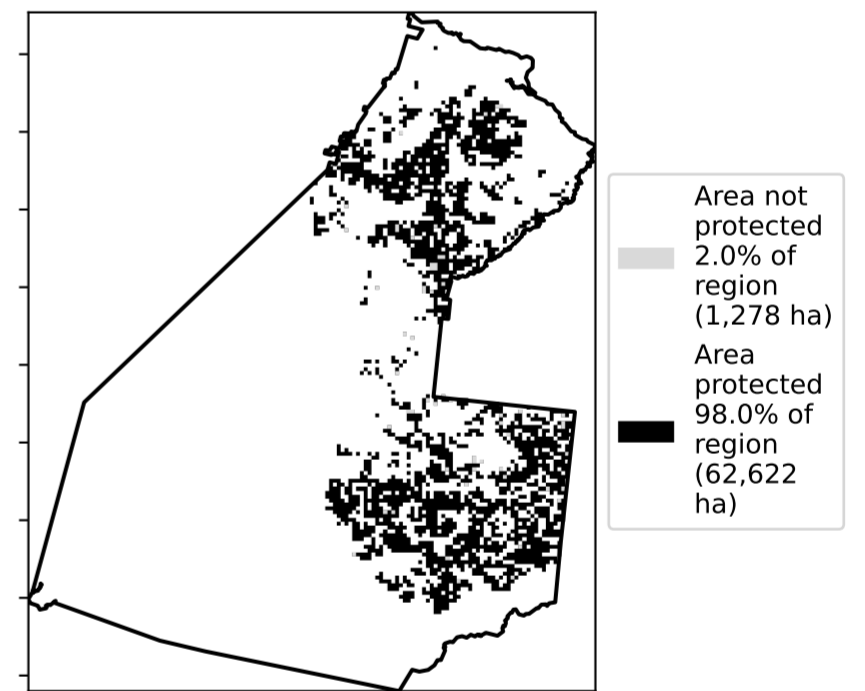 Area not
protected
2.0% of
region
(1,278 ha)
Area
protected
98.0% of
region
(62,622
ha)